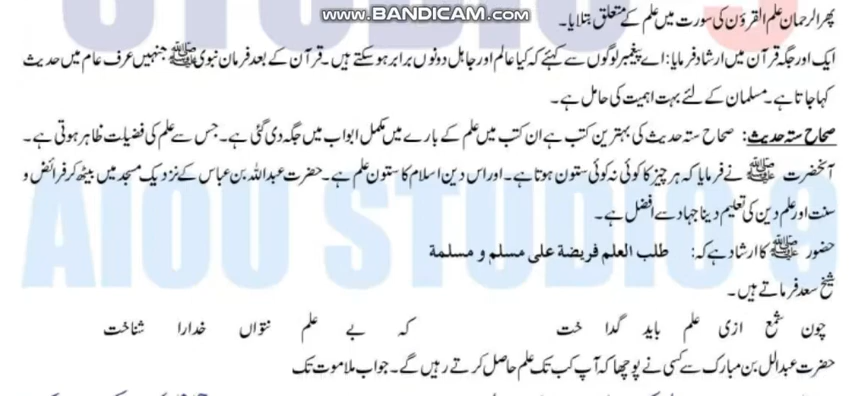 WWW.BANDICAM.COM
پھر الرحمان علم القرؤن کی سورت میں علم کے متعلق بتلایا۔
ایک اور جگہ قرآن میں ارشاد فرمایا: اے پیغمبر لوگوں سے کہئے کہ کیا عالم اور جاہل دونوں برابر ہو سکتے ہیں۔ قرآن کے بعد فرمان نبوی ﷺ جنہیں عرف عام میں حدیث
کہا جاتا ہے۔ مسلمان کے لئے بہت اہمیت کی حامل ہے۔
صحاح ستہ حدیث: صحاح ستہ حدیث کی بہترین کتب ہے ان کتب میں علم کے بارے میں مکمل ابواب میں جگہ دی گئی ہے۔ جس سے علم کی فضیلت ظاہر ہوتی ہے۔
آنحضرت ﷺ نے فرمایا کہ ہر چیز کا کوئی نہ کوئی ستون ہوتا ہے۔ اور اس دین اسلام کا ستون علم ہے۔ حضرت عبداللہ بن عباس کے نزدیک مسجد میں بیٹھ کر فرائض و
سنت اور علم دین کی تعلیم دینا جہاد سے افضل ہے۔
حضور ﷺ کا ارشاد ہے کہ: طلب العلم فريضة على مسلم و مسلمة
شیخ سعد فرماتے ہیں۔
چون شمع ازی علم باید گدا خت کہ بے علم نتواں خدارا شناخت
حضرت عبدالل بن مبارک سے کسی نے پوچھا کہ آپ کب تک علم حاصل کرتے رہیں گے۔ جواب ملا موت تک
AIOU STUDIO 9